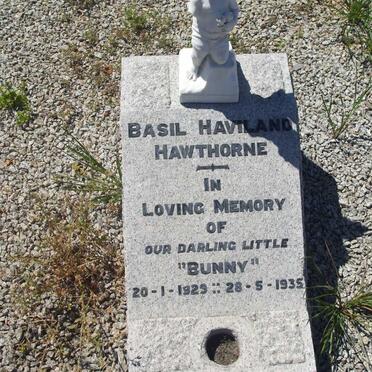 BASIL HAVILAND
HAWTHORNE
IN
LOVING MEMORY
OF
OUR DARLING LITTLE
"BUNNY"
20-1-1929 :: 28-5-1935